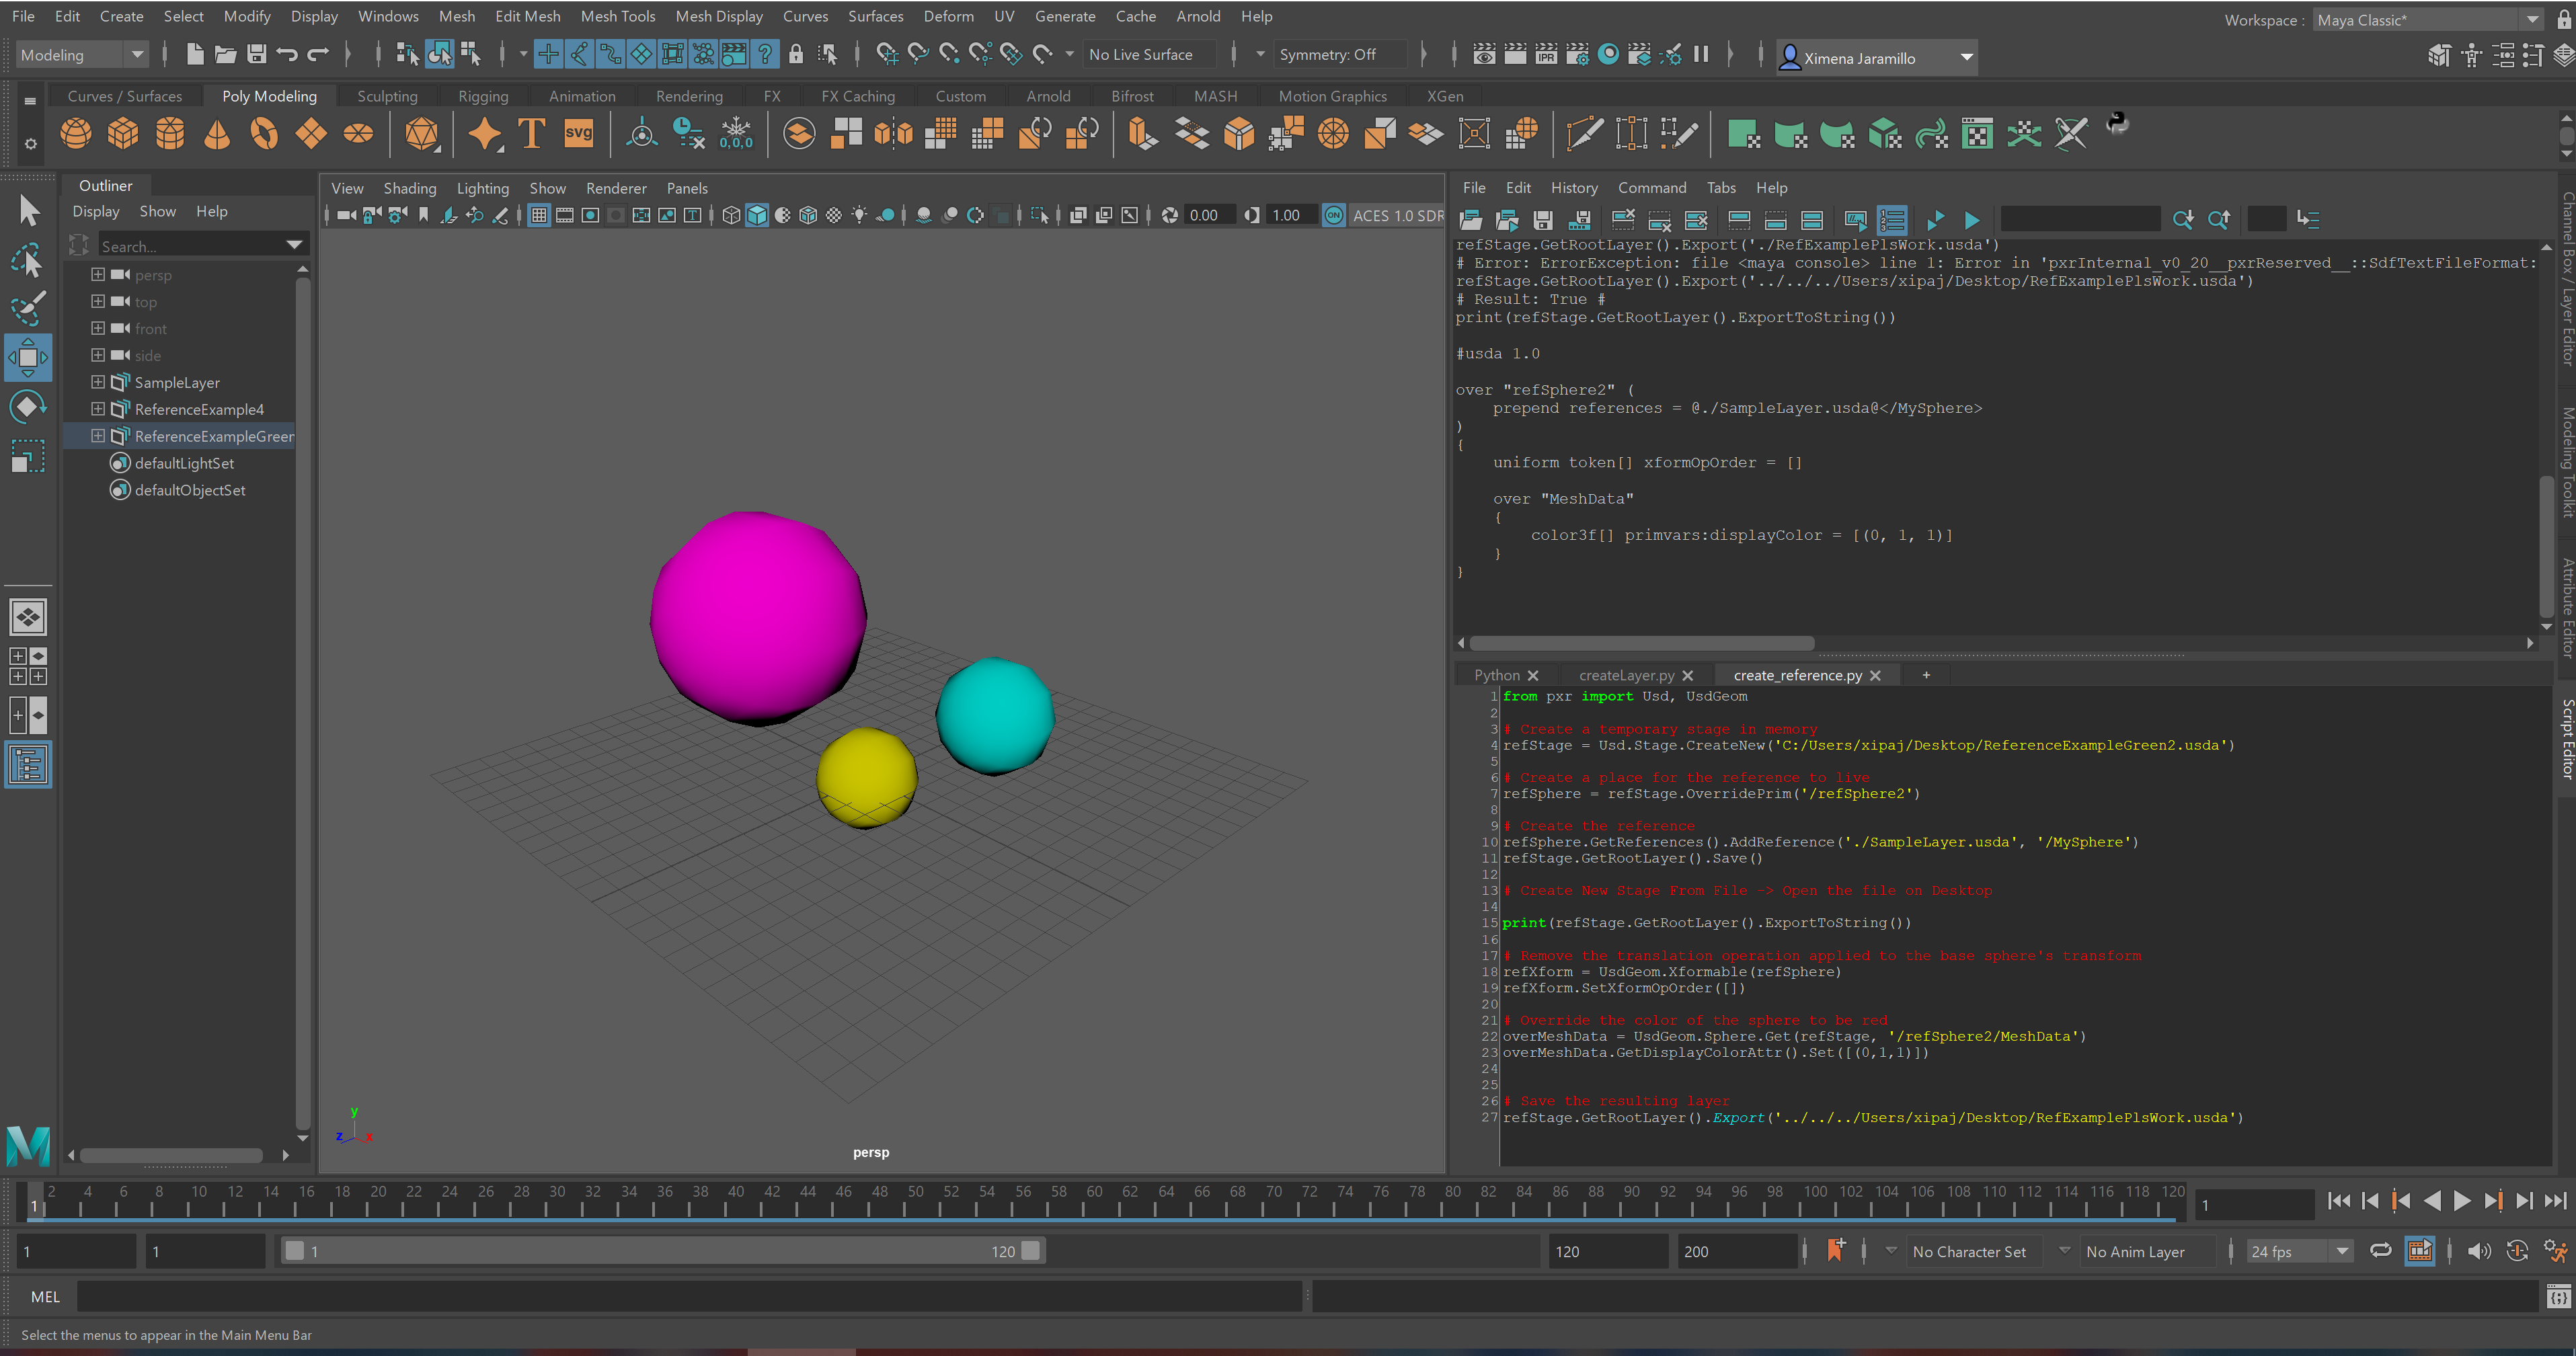 File Edit Create Select Modify Display Windows Mesh Edit Mesh Mesh Tools Mesh Display Curves Surfaces Deform UV Generate Cache Arnold Help
Workspace : Maya Classic*
Modeling No Live Surface Symmetry: Off IPR Ximena Jaramillo
Curves / Surfaces Poly Modeling Sculpting Rigging Animation Rendering FX FX Caching Custom Arnold Bifrost MASH Motion Graphics XGen
T svg 0,0,0
Outliner
Display Show Help
Search...
persp
top
front
side
SampleLayer
ReferenceExample4
ReferenceExampleGreen
defaultLightSet
defaultObjectSet
View Shading Lighting Show Renderer Panels
0.00 1.00 ON ACES 1.0 SDR
y
z x
persp
File Edit History Command Tabs Help
refStage.GetRootLayer().Export('./RefExamplePlsWork.usda')
# Error: ErrorException: file <maya console> line 1: Error in 'pxrInternal_v0_20__pxrReserved__::SdfTextFileFormat:
refStage.GetRootLayer().Export('../../../Users/xipaj/Desktop/RefExamplePlsWork.usda')
# Result: True #
print(refStage.GetRootLayer().ExportToString())
#usda 1.0
over "refSphere2" (
prepend references = @./SampleLayer.usda@</MySphere>
)
{
uniform token[] xformOpOrder = []
over "MeshData"
{
color3f[] primvars:displayColor = [(0, 1, 1)]
}
}
Python createLayer.py create_reference.py +
1 from pxr import Usd, UsdGeom
2
3 # Create a temporary stage in memory
4 refStage = Usd.Stage.CreateNew('C:/Users/xipaj/Desktop/ReferenceExampleGreen2.usda')
5
6 # Create a place for the reference to live
7 refSphere = refStage.OverridePrim('/refSphere2')
8
9 # Create the reference
10 refSphere.GetReferences().AddReference('./SampleLayer.usda', '/MySphere')
11 refStage.GetRootLayer().Save()
12
13 # Create New Stage From File -> Open the file on Desktop
14
15 print(refStage.GetRootLayer().ExportToString())
16
17 # Remove the translation operation applied to the base sphere's transform
18 refXform = UsdGeom.Xformable(refSphere)
19 refXform.SetXformOpOrder([])
20
21 # Override the color of the sphere to be red
22 overMeshData = UsdGeom.Sphere.Get(refStage, '/refSphere2/MeshData')
23 overMeshData.GetDisplayColorAttr().Set([(0,1,1)])
24
25
26 # Save the resulting layer
27 refStage.GetRootLayer().Export('../../../Users/xipaj/Desktop/RefExamplePlsWork.usda')
Channel Box / Layer Editor
Modeling Toolkit
Attribute Editor
Script Editor
1 2 4 6 8 10 12 14 16 18 20 22 24 26 28 30 32 34 36 38 40 42 44 46 48 50 52 54 56 58 60 62 64 66 68 70 72 74 76 78 80 82 84 86 88 90 92 94 96 98 100 102 104 106 108 110 112 114 116 118 120 1
1 1 1 120 120 200 No Character Set No Anim Layer 24 fps
MEL
Select the menus to appear in the Main Menu Bar